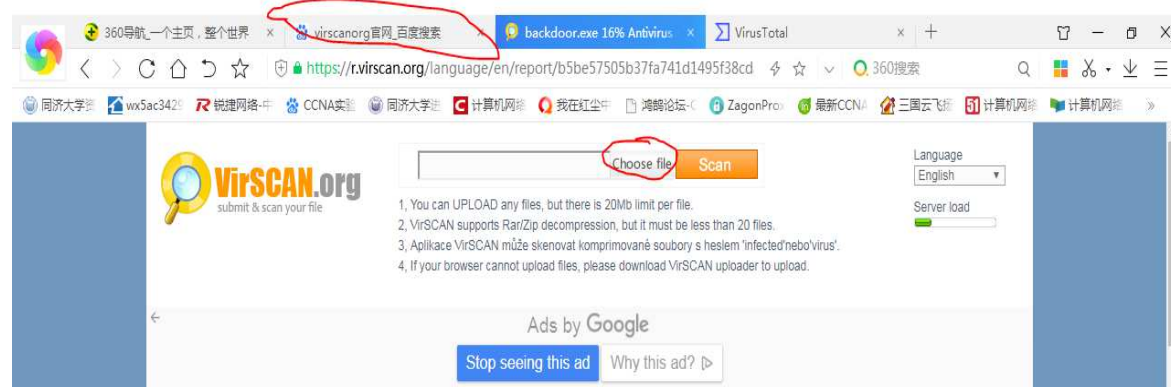 360导航_一个主页，整个世界 virscanorg官网_百度搜索 backdoor.exe 16% Antivirus VirusTotal
https://r.virscan.org/language/en/report/b5be57505b37fa741d1495f38cd 360搜索
同济大学 wx5ac3429 锐捷网络-中 CCNA实验 同济大学 计算机网络 我在红尘中 鸿鹄论坛-C ZagonPro 最新CCNA 三国云飞扬 计算机网络 计算机网络
VirSCAN.org
submit & scan your file
Choose file Scan
Language
English
Server load
1, You can UPLOAD any files, but there is 20Mb limit per file.
2, VirSCAN supports Rar/Zip decompression, but it must be less than 20 files.
3, Aplikace VirSCAN může skenovat komprimované soubory s heslem 'infected'nebo'virus'.
4, If your browser cannot upload files, please download VirSCAN uploader to upload.
Ads by Google
Stop seeing this ad Why this ad?